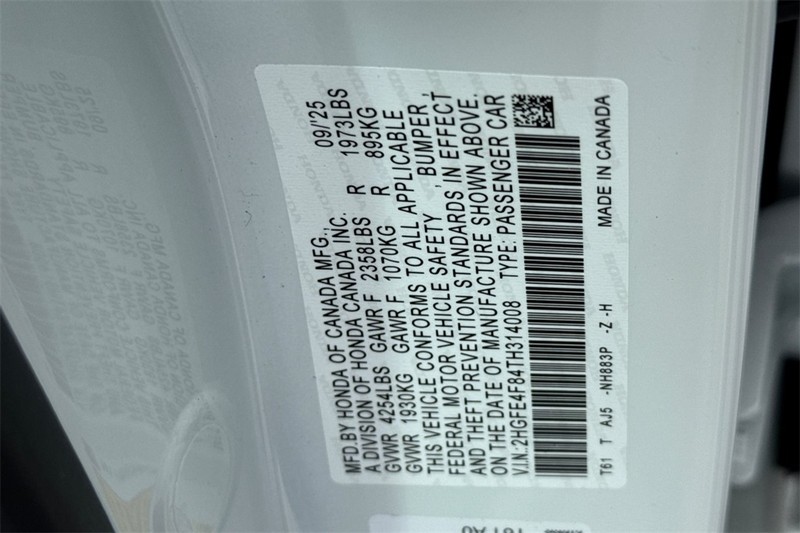 MFD.BY HONDA OF CANADA MFG., 09/'25
A DIVISION OF HONDA CANADA INC.
GVWR 4254LBS GAWR F 2358LBS R 1973LBS
GVWR 1930KG GAWR F 1070KG R 895KG
THIS VEHICLE CONFORMS TO ALL APPLICABLE
FEDERAL MOTOR VEHICLE SAFETY , BUMPER ,
AND THEFT PREVENTION STANDARDS IN EFFECT
ON THE DATE OF MANUFACTURE SHOWN ABOVE.
V.I.N:2HGFE4F84TH314008 TYPE: PASSENGER CAR
T61 T AJ5 -NH883P -Z -H MADE IN CANADA